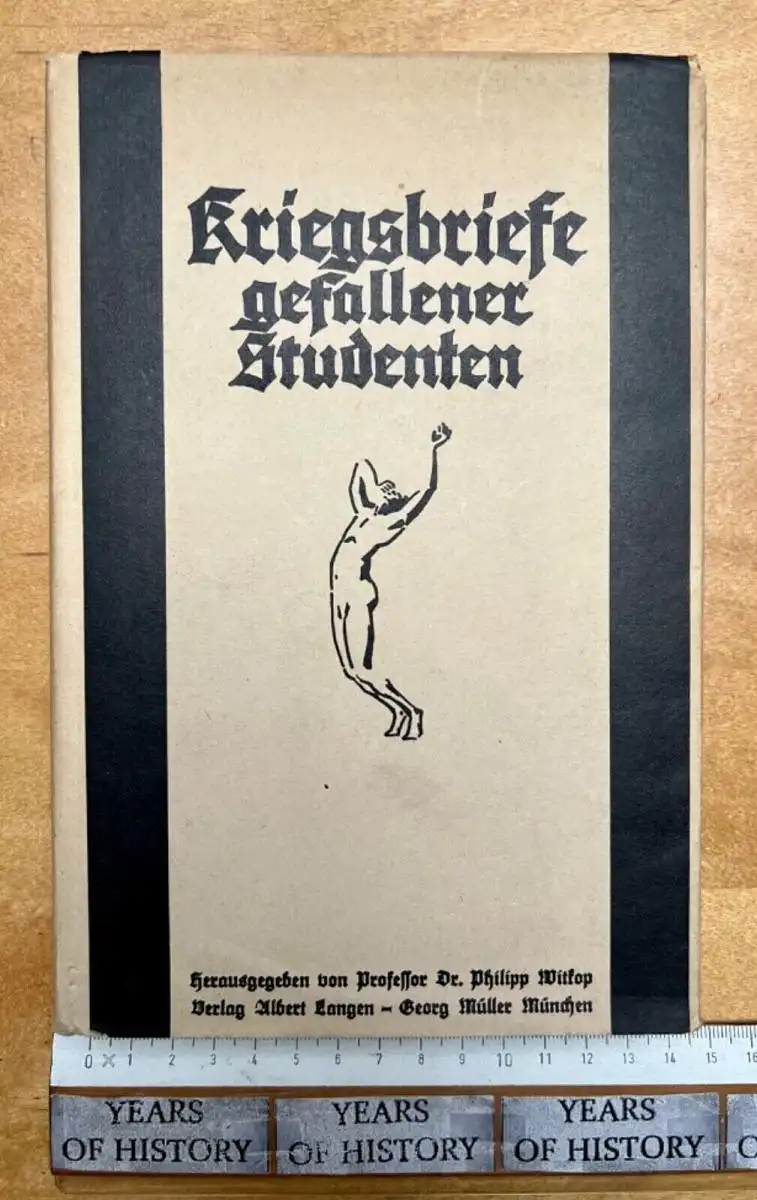 Kriegsbriefe
gefallener
Studenten
Herausgegeben von Professor Dr. Philipp Witkop
Verlag Albert Langen – Georg Müller München
0 1 2 3 4 5 6 7 8 9 10 11 12 13 14 15 16
YEARS OF HISTORY
YEARS OF HISTORY
YEARS OF HISTORY